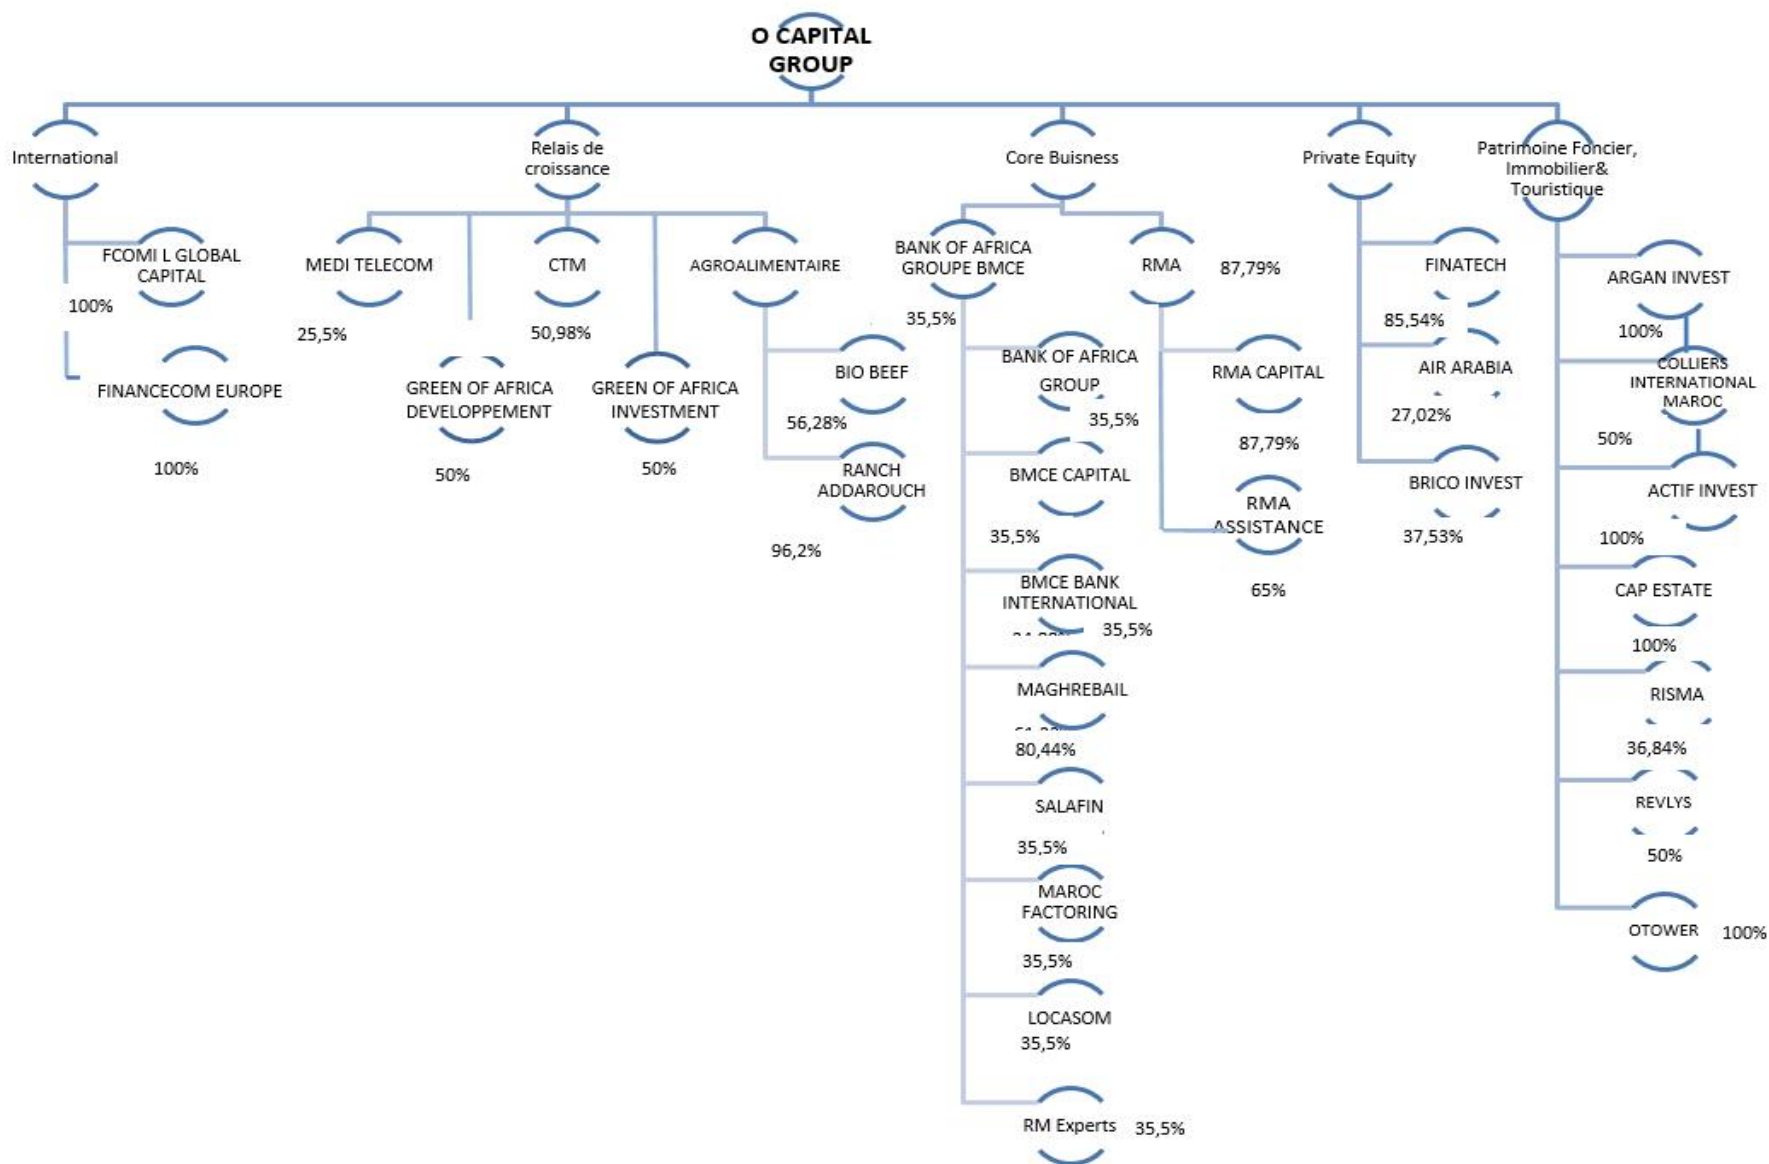 O CAPITAL
GROUP
International
Relais de
croissance
Core Buisness
Private Equity
Patrimoine Foncier,
Immobilier&
Touristique
FCOMI L GLOBAL
CAPITAL
100%
FINANCECOM EUROPE
100%
MEDI TELECOM
25,5%
GREEN OF AFRICA
DEVELOPPEMENT
50%
CTM
50,98%
GREEN OF AFRICA
INVESTMENT
50%
AGROALIMENTAIRE
BIO BEEF
56,28%
RANCH
ADDAROUCH
96,2%
BANK OF AFRICA
GROUPE BMCE
35,5%
BANK OF AFRICA
GROUP
35,5%
BMCE CAPITAL
35,5%
BMCE BANK
INTERNATIONAL
35,5%
MAGHREBAIL
80,44%
SALAFIN
35,5%
MAROC
FACTORING
35,5%
LOCASOM
35,5%
RM Experts 35,5%
RMA 87,79%
RMA CAPITAL
87,79%
RMA
ASSISTANCE
65%
FINATECH
85,54%
AIR ARABIA
27,02%
BRICO INVEST
37,53%
ARGAN INVEST
100%
COLLIERS
INTERNATIONAL
MAROC
50%
ACTIF INVEST
100%
CAP ESTATE
100%
RISMA
36,84%
REVLYS
50%
OTOWER 100%